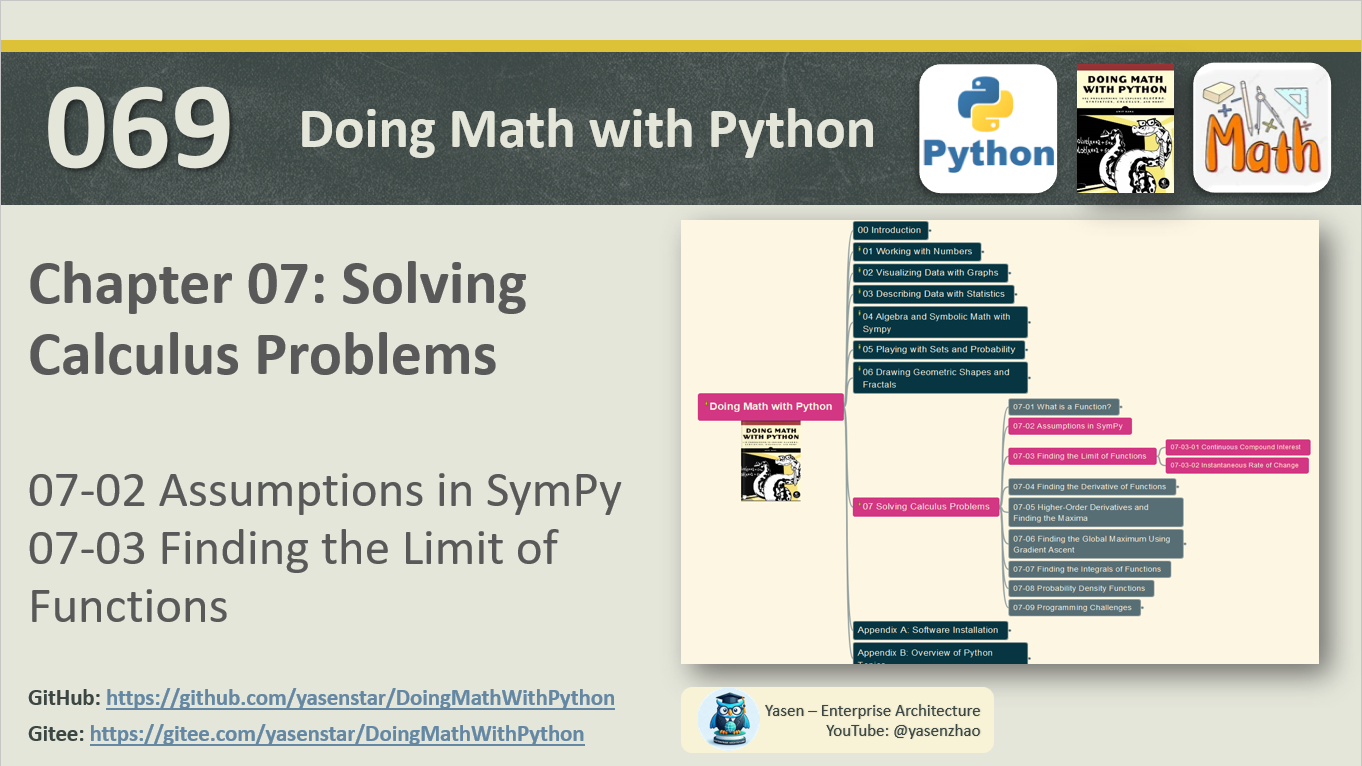 069
Doing Math with Python
Python
DOING MATH
WITH PYTHON
Math
Chapter 07: Solving
Calculus Problems
07-02 Assumptions in SymPy
07-03 Finding the Limit of
Functions
GitHub: https://github.com/yasenstar/DoingMathWithPython
Gitee: https://gitee.com/yasenstar/DoingMathWithPython
Doing Math with Python
DOING MATH
WITH PYTHON
00 Introduction
01 Working with Numbers
02 Visualizing Data with Graphs
03 Describing Data with Statistics
04 Algebra and Symbolic Math with
Sympy
05 Playing with Sets and Probability
06 Drawing Geometric Shapes and
Fractals
07 Solving Calculus Problems
07-01 What is a Function?
07-02 Assumptions in SymPy
07-03 Finding the Limit of Functions
07-03-01 Continuous Compound Interest
07-03-02 Instantaneous Rate of Change
07-04 Finding the Derivative of Functions
07-05 Higher-Order Derivatives and
Finding the Maxima
07-06 Finding the Global Maximum Using
Gradient Ascent
07-07 Finding the Integrals of Functions
07-08 Probability Density Functions
07-09 Programming Challenges
Appendix A: Software Installation
Appendix B: Overview of Python
Yasen – Enterprise Architecture
YouTube: @yasenzhao